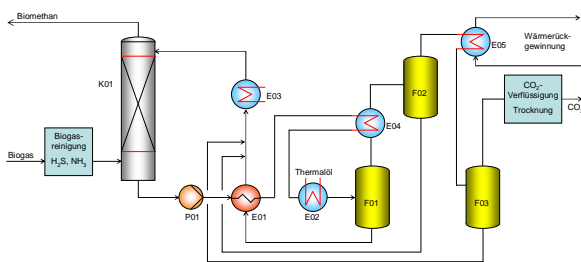 Biomethan
K01
Biogas-
reinigung
H₂S, NH₃
Biogas
P01
E03
E01
Thermalöl
E02
E04
F01
F02
E05
Wärmerück-
gewinnung
CO₂-
Verflüssigung
Trocknung
CO₂
F03